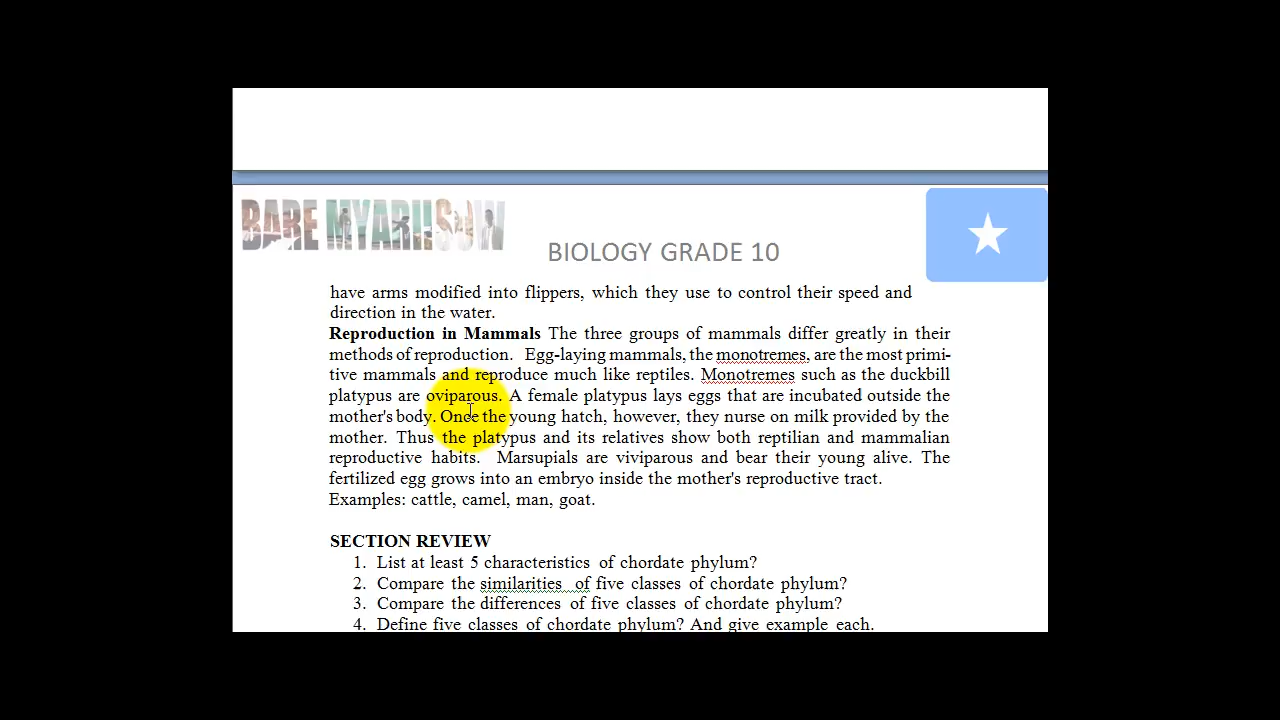 BARE MYARIISOW
BIOLOGY GRADE 10
have arms modified into flippers, which they use to control their speed and
direction in the water.
Reproduction in Mammals The three groups of mammals differ greatly in their
methods of reproduction. Egg-laying mammals, the monotremes, are the most primi-
tive mammals and reproduce much like reptiles. Monotremes such as the duckbill
platypus are oviparous. A female platypus lays eggs that are incubated outside the
mother's body. Once the young hatch, however, they nurse on milk provided by the
mother. Thus the platypus and its relatives show both reptilian and mammalian
reproductive habits. Marsupials are viviparous and bear their young alive. The
fertilized egg grows into an embryo inside the mother's reproductive tract.
Examples: cattle, camel, man, goat.
SECTION REVIEW
1. List at least 5 characteristics of chordate phylum?
2. Compare the similarities of five classes of chordate phylum?
3. Compare the differences of five classes of chordate phylum?
4. Define five classes of chordate phylum? And give example each.